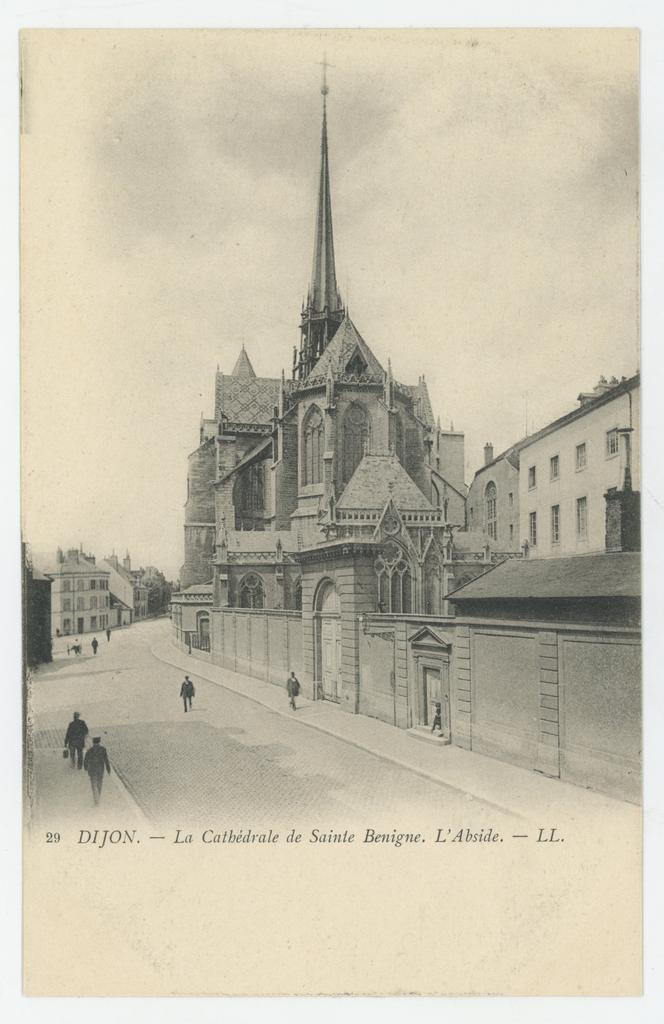 29 DIJON. — La Cathédrale de Sainte Benigne. L'Abside. — LL.